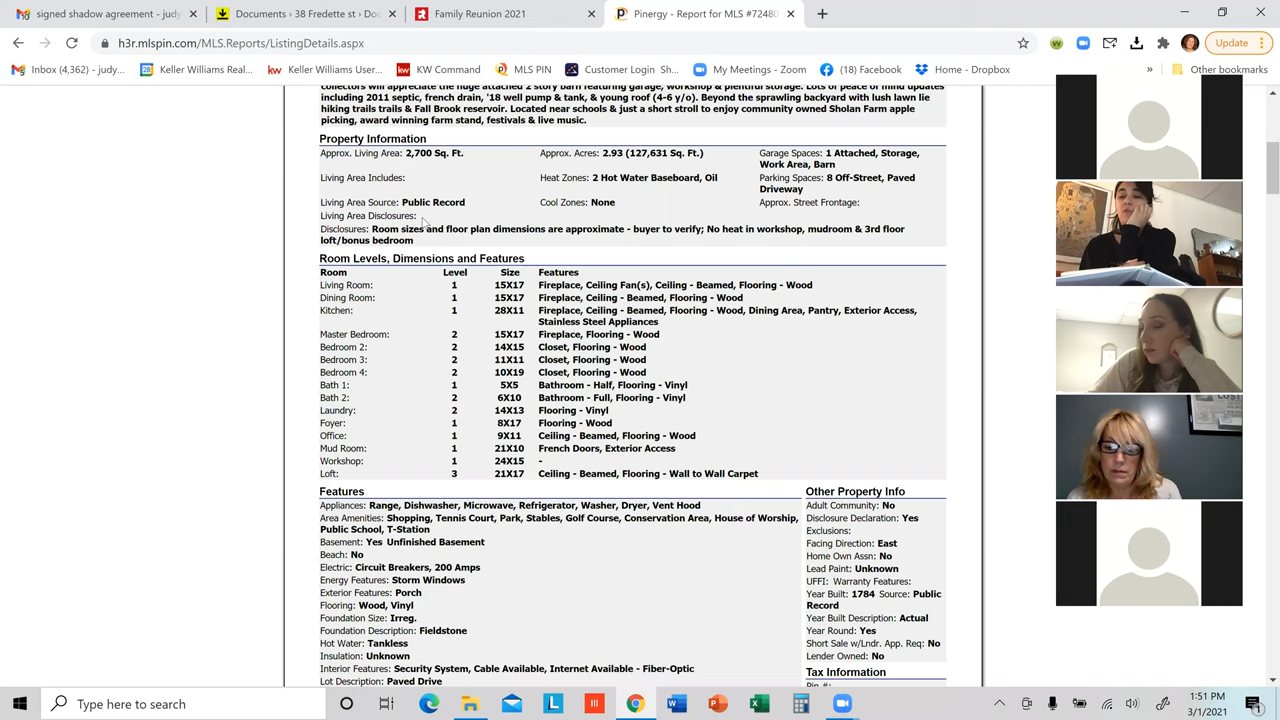 signed shadow agreement - judy
Documents › 38 Fredette st › Doc
Family Reunion 2021
Pinergy - Report for MLS #72480
h3r.mlspin.com/MLS.Reports/ListingDetails.aspx
Update
Inbox (4,362) - judy...
Keller Williams Real...
Keller Williams User...
KW Command
MLS PIN
Customer Login Sh...
My Meetings - Zoom
(18) Facebook
Home - Dropbox
»
Other bookmarks
collectors will appreciate the huge attached 2 story barn featuring garage, workshop & plentiful storage. Lots of peace of mind updates
including 2011 septic, french drain, '18 well pump & tank, & young roof (4-6 y/o). Beyond the sprawling backyard with lush lawn lie
hiking trails trails & Fall Brook reservoir. Located near schools & just a short stroll to enjoy community owned Sholan Farm apple
picking, award winning farm stand, festivals & live music.
Property Information
Approx. Living Area: 2,700 Sq. Ft.
Approx. Acres: 2.93 (127,631 Sq. Ft.)
Garage Spaces: 1 Attached, Storage,
Work Area, Barn
Living Area Includes:
Heat Zones: 2 Hot Water Baseboard, Oil
Parking Spaces: 8 Off-Street, Paved
Driveway
Living Area Source: Public Record
Cool Zones: None
Approx. Street Frontage:
Living Area Disclosures:
Disclosures: Room sizes and floor plan dimensions are approximate - buyer to verify; No heat in workshop, mudroom & 3rd floor
loft/bonus bedroom
Room Levels, Dimensions and Features
Room Level Size Features
Living Room: 1 15X17 Fireplace, Ceiling Fan(s), Ceiling - Beamed, Flooring - Wood
Dining Room: 1 15X17 Fireplace, Ceiling - Beamed, Flooring - Wood
Kitchen: 1 28X11 Fireplace, Ceiling - Beamed, Flooring - Wood, Dining Area, Pantry, Exterior Access,
Stainless Steel Appliances
Master Bedroom: 2 15X17 Fireplace, Flooring - Wood
Bedroom 2: 2 14X15 Closet, Flooring - Wood
Bedroom 3: 2 11X11 Closet, Flooring - Wood
Bedroom 4: 2 10X19 Closet, Flooring - Wood
Bath 1: 1 5X5 Bathroom - Half, Flooring - Vinyl
Bath 2: 2 6X10 Bathroom - Full, Flooring - Vinyl
Laundry: 2 14X13 Flooring - Vinyl
Foyer: 1 8X17 Flooring - Wood
Office: 1 9X11 Ceiling - Beamed, Flooring - Wood
Mud Room: 1 21X10 French Doors, Exterior Access
Workshop: 1 24X15 -
Loft: 3 21X17 Ceiling - Beamed, Flooring - Wall to Wall Carpet
Features
Appliances: Range, Dishwasher, Microwave, Refrigerator, Washer, Dryer, Vent Hood
Area Amenities: Shopping, Tennis Court, Park, Stables, Golf Course, Conservation Area, House of Worship,
Public School, T-Station
Basement: Yes Unfinished Basement
Beach: No
Electric: Circuit Breakers, 200 Amps
Energy Features: Storm Windows
Exterior Features: Porch
Flooring: Wood, Vinyl
Foundation Size: Irreg.
Foundation Description: Fieldstone
Hot Water: Tankless
Insulation: Unknown
Interior Features: Security System, Cable Available, Internet Available - Fiber-Optic
Lot Description: Paved Drive
Other Property Info
Adult Community: No
Disclosure Declaration: Yes
Exclusions:
Facing Direction: East
Home Own Assn: No
Lead Paint: Unknown
UFFI: Warranty Features:
Year Built: 1784 Source: Public
Record
Year Built Description: Actual
Year Round: Yes
Short Sale w/Lndr. App. Req: No
Lender Owned: No
Tax Information
Pin #:
Type here to search
1:51 PM
3/1/2021